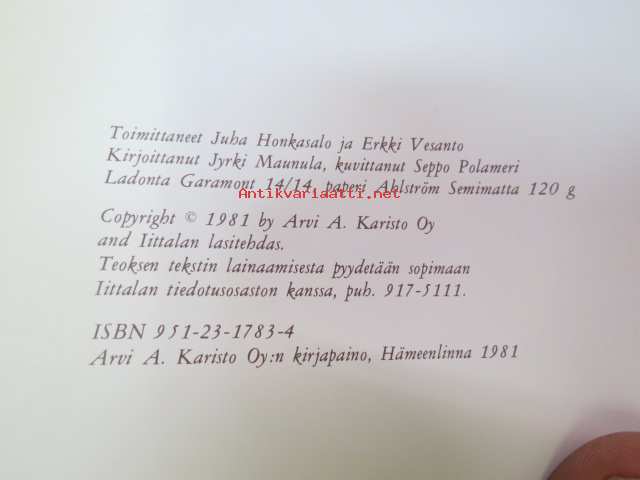 Toimittaneet Juha Honkasalo ja Erkki Vesanto
Kirjoittanut Jyrki Maunula, kuvittanut Seppo Polameri
Ladonta Garamont 14/14, paperi Ahlström Semimatta 120 g
Antikvariaatti.net
Copyright © 1981 by Arvi A. Karisto Oy
and Iittalan lasitehdas.
Teoksen tekstin lainaamisesta pyydetään sopimaan
Iittalan tiedotusosaston kanssa, puh. 917-5111.
ISBN 951-23-1783-4
Arvi A. Karisto Oy:n kirjapaino, Hämeenlinna 1981